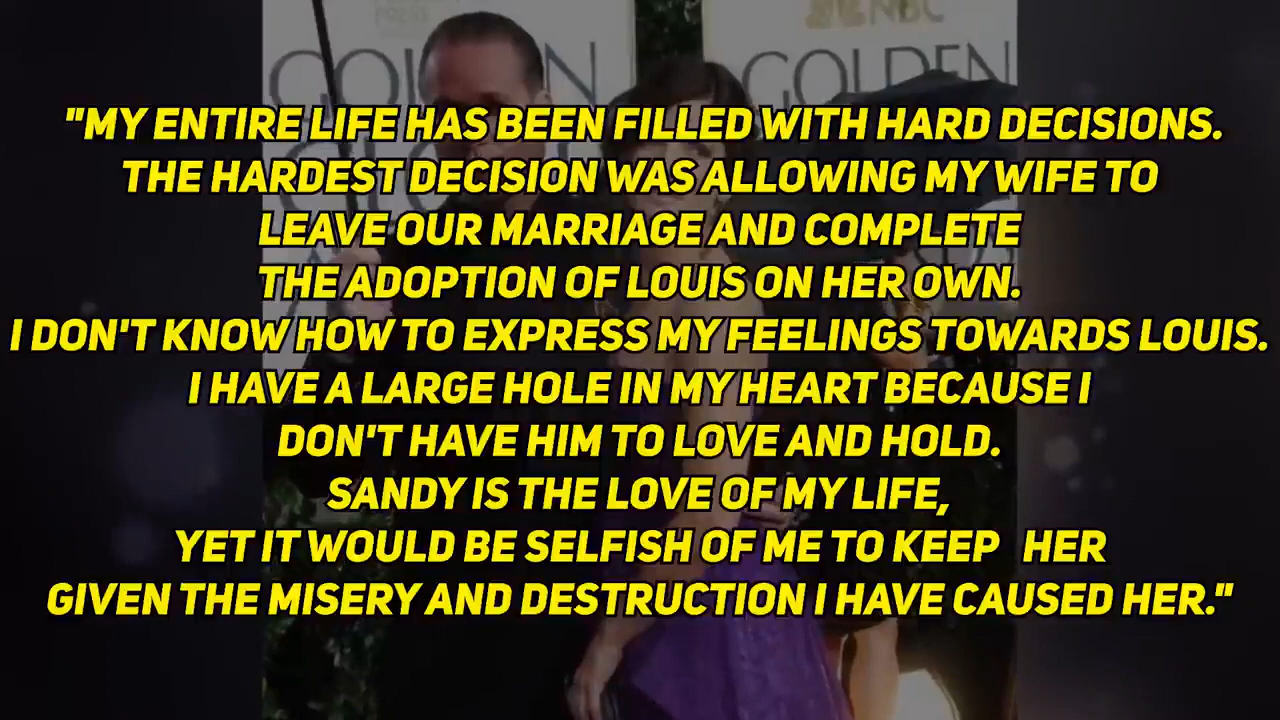 PRESS
NBC
GOLDEN
GOLDEN
"MY ENTIRE LIFE HAS BEEN FILLED WITH HARD DECISIONS.
THE HARDEST DECISION WAS ALLOWING MY WIFE TO
LEAVE OUR MARRIAGE AND COMPLETE
THE ADOPTION OF LOUIS ON HER OWN.
I DON'T KNOW HOW TO EXPRESS MY FEELINGS TOWARDS LOUIS.
I HAVE A LARGE HOLE IN MY HEART BECAUSE I
DON'T HAVE HIM TO LOVE AND HOLD.
SANDY IS THE LOVE OF MY LIFE,
YET IT WOULD BE SELFISH OF ME TO KEEP HER
GIVEN THE MISERY AND DESTRUCTION I HAVE CAUSED HER."